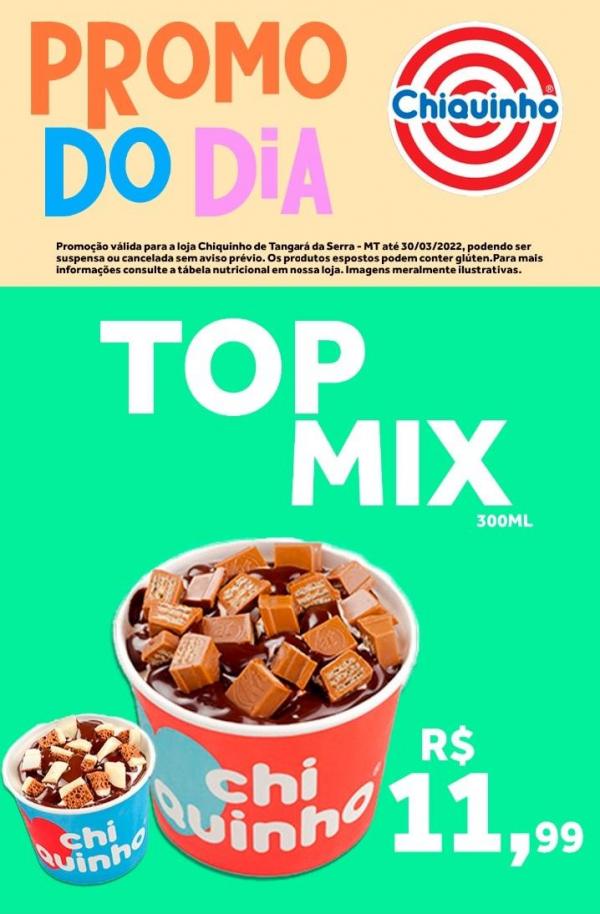 PROMO
DO DiA
Chiquinho®
Promoção válida para a loja Chiquinho de Tangará da Serra - MT até 30/03/2022, podendo ser
suspensa ou cancelada sem aviso prévio. Os produtos espostos podem conter glúten.Para mais
informações consulte a tábela nutricional em nossa loja. Imagens meralmente ilustrativas.
TOP
MIX
300ML
chi
quinho
chi
quinho
R$
11,99